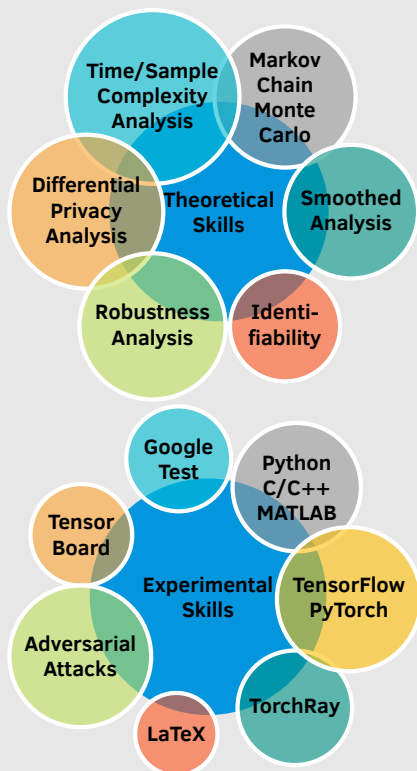 Time/Sample
Complexity
Analysis
Markov
Chain
Monte
Carlo
Differential
Privacy
Analysis
Theoretical
Skills
Smoothed
Analysis
Robustness
Analysis
Identi-
fiability
Google
Test
Python
C/C++
MATLAB
Tensor
Board
Experimental
Skills
TensorFlow
PyTorch
Adversarial
Attacks
TorchRay
LaTeX